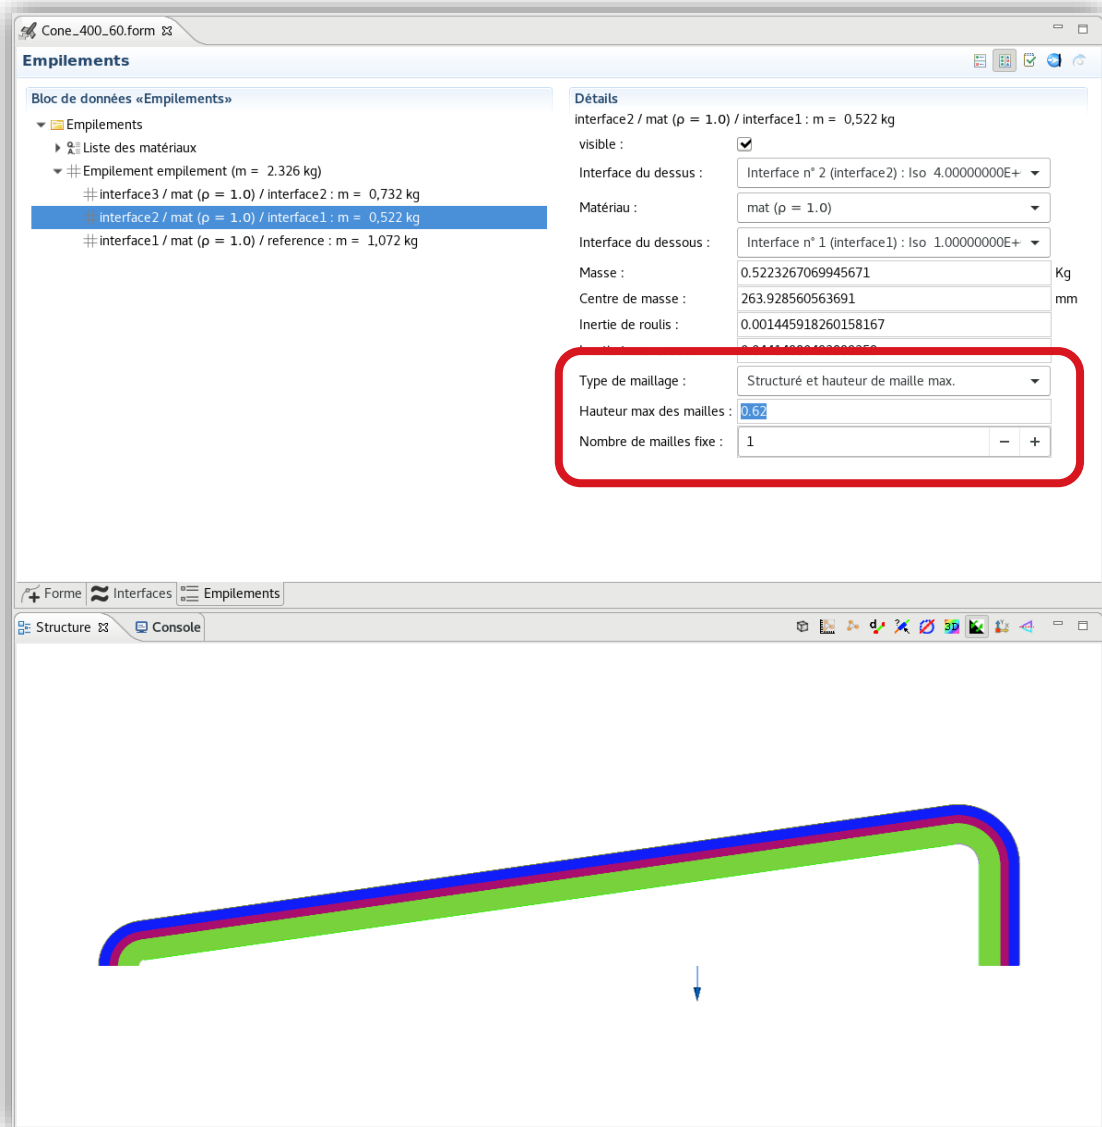 Cone_400_60.form
Empilements
Bloc de données «Empilements»
Empilements
Liste des matériaux
Empilement empilement (m = 2.326 kg)
interface3 / mat (ρ = 1.0) / interface2 : m = 0,732 kg
interface2 / mat (ρ = 1.0) / interface1 : m = 0,522 kg
interface1 / mat (ρ = 1.0) / reference : m = 1,072 kg
Détails
interface2 / mat (ρ = 1.0) / interface1 : m = 0,522 kg
visible :
Interface du dessus : Interface n° 2 (interface2) : Iso 4.00000000E+
Matériau : mat (ρ = 1.0)
Interface du dessous : Interface n° 1 (interface1) : Iso 1.00000000E+
Masse : 0.5223267069945671 Kg
Centre de masse : 263.928560563691 mm
Inertie de roulis : 0.001445918260158167
Type de maillage : Structuré et hauteur de maille max.
Hauteur max des mailles : 0.62
Nombre de mailles fixe : 1
Forme Interfaces Empilements
Structure Console